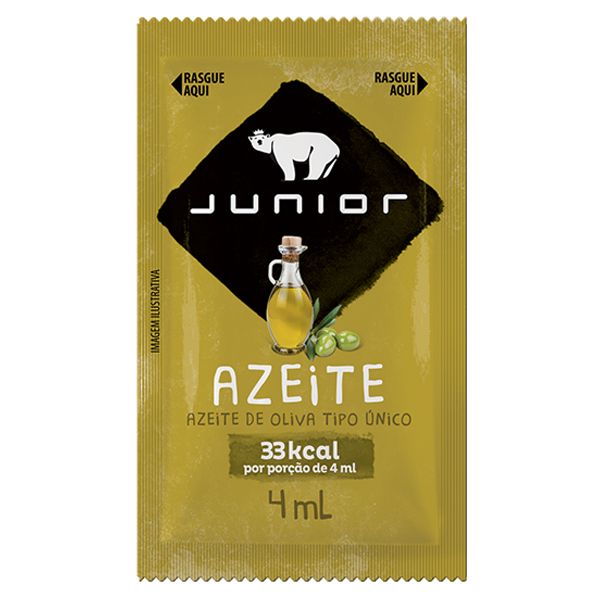 RASGUE
AQUI
RASGUE
AQUI
JUNIOR
IMAGEM ILUSTRATIVA
AZEiTE
AZEITE DE OLIVA TIPO ÚNICO
33kcal
por porção de 4 ml
4 mL